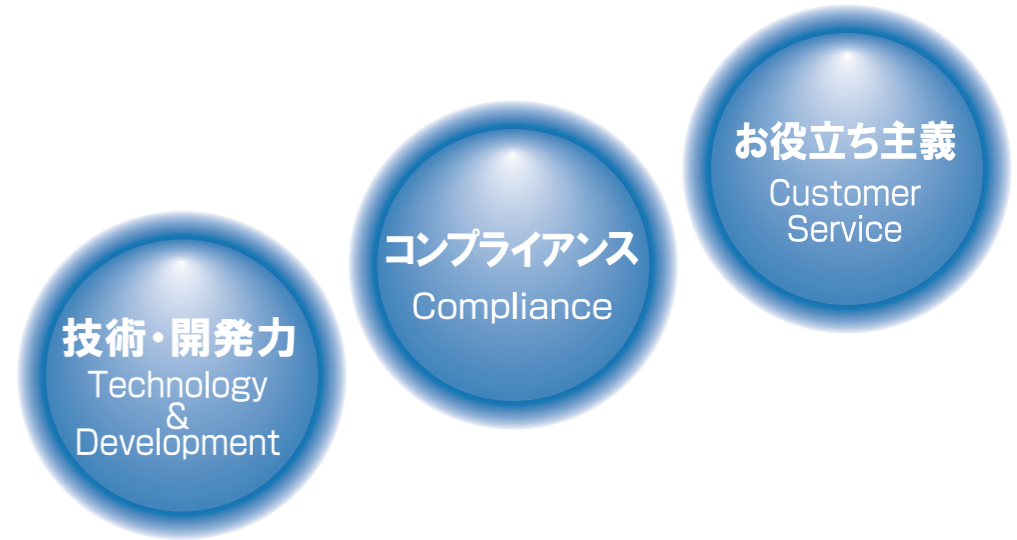 技術・開発力
Technology
&
Development
コンプライアンス
Compliance
お役立ち主義
Customer
Service